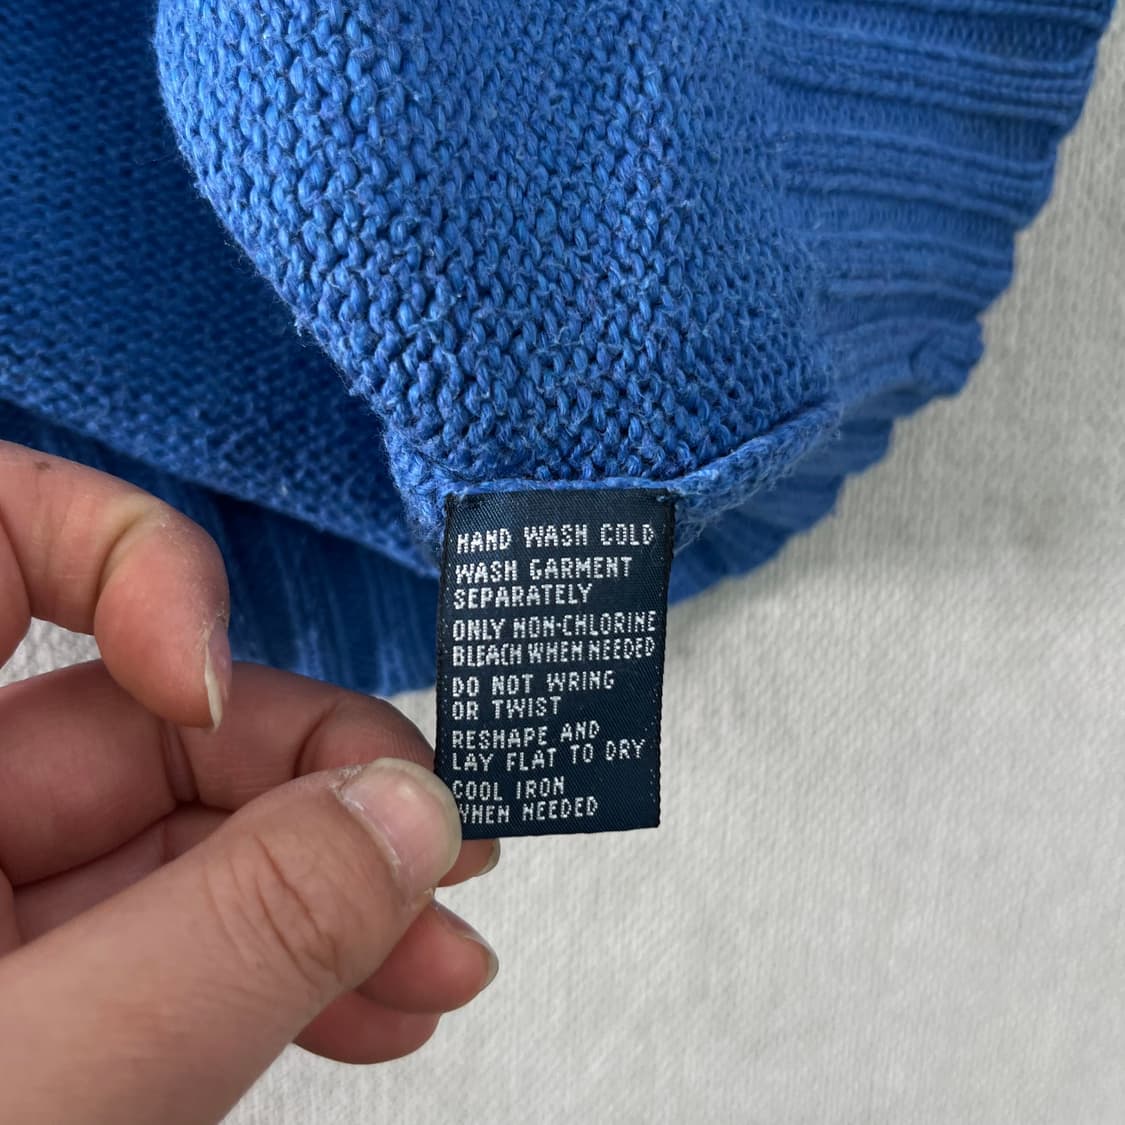 HAND WASH COLD
WASH GARMENT
SEPARATELY
ONLY NON-CHLORINE
BLEACH WHEN NEEDED
DO NOT WRING
OR TWIST
RESHAPE AND
LAY FLAT TO DRY
COOL IRON
WHEN NEEDED